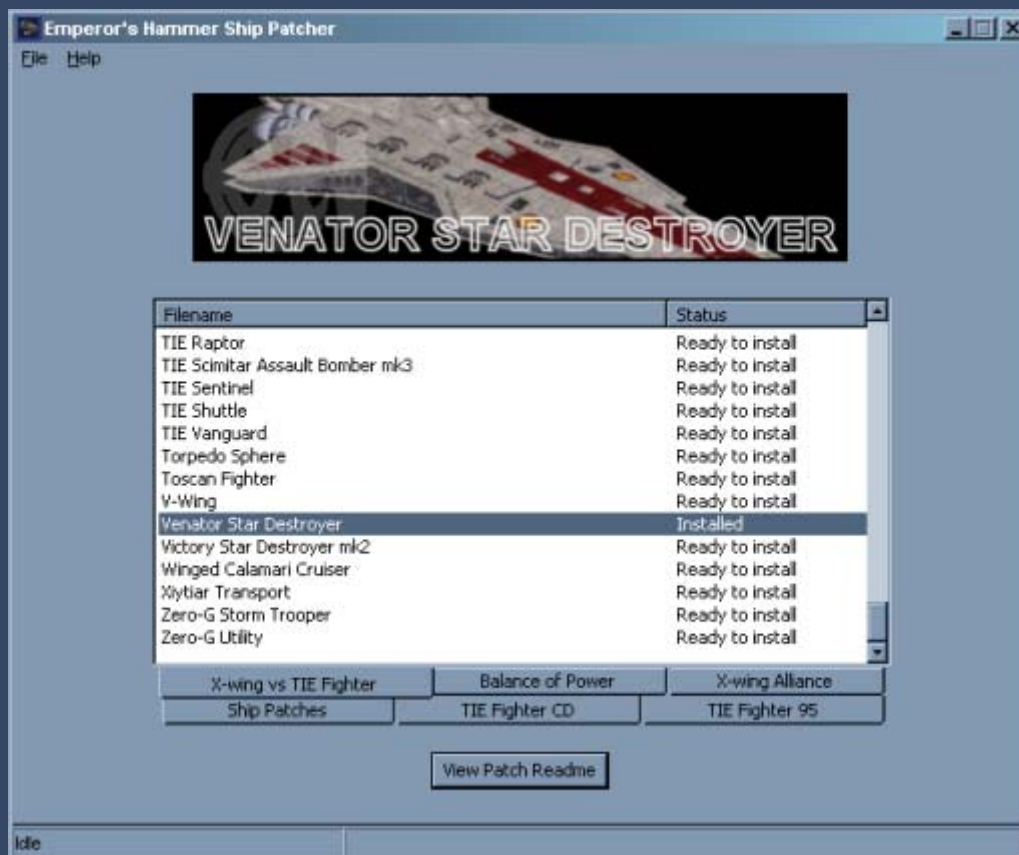 Emperor's Hammer Ship Patcher
File Help
VENATOR STAR DESTROYER
Filename Status
TIE Raptor Ready to install
TIE Scimitar Assault Bomber mk3 Ready to install
TIE Sentinel Ready to install
TIE Shuttle Ready to install
TIE Vanguard Ready to install
Torpedo Sphere Ready to install
Toscan Fighter Ready to install
V-Wing Ready to install
Venator Star Destroyer Installed
Victory Star Destroyer mk2 Ready to install
Winged Calamari Cruiser Ready to install
Xiytiar Transport Ready to install
Zero-G Storm Trooper Ready to install
Zero-G Utility Ready to install
X-wing vs TIE Fighter Balance of Power X-wing Alliance
Ship Patches TIE Fighter CD TIE Fighter 95
View Patch Readme
Idle